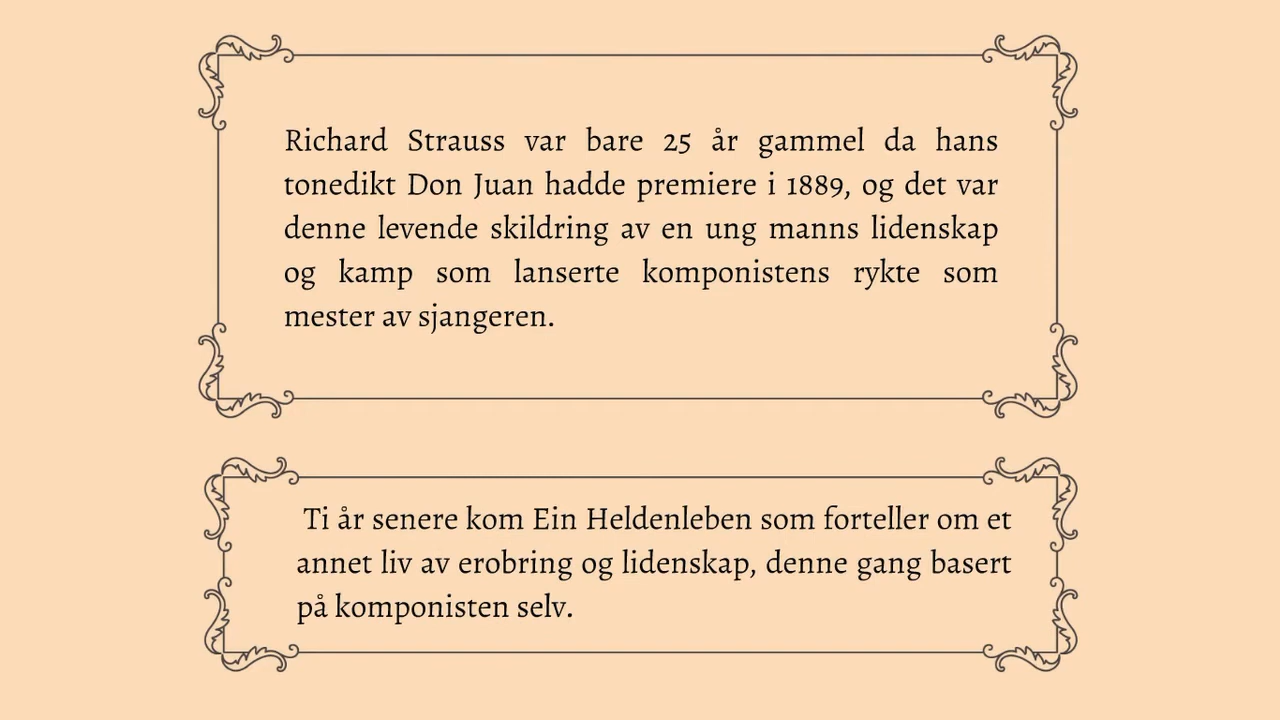 Richard Strauss var bare 25 år gammel da hans
tonedikt Don Juan hadde premiere i 1889, og det var
denne levende skildring av en ung manns lidenskap
og kamp som lanserte komponistens rykte som
mester av sjangeren.
Ti år senere kom Ein Heldenleben som forteller om et
annet liv av erobring og lidenskap, denne gang basert
på komponisten selv.